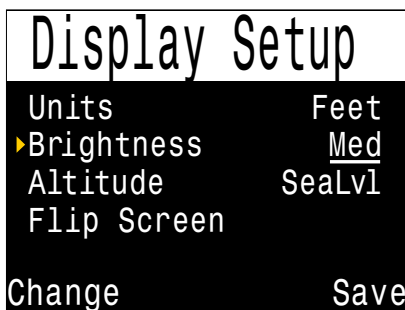 Display Setup
Units Feet
Brightness Med
Altitude SeaLvl
Flip Screen
Change Save